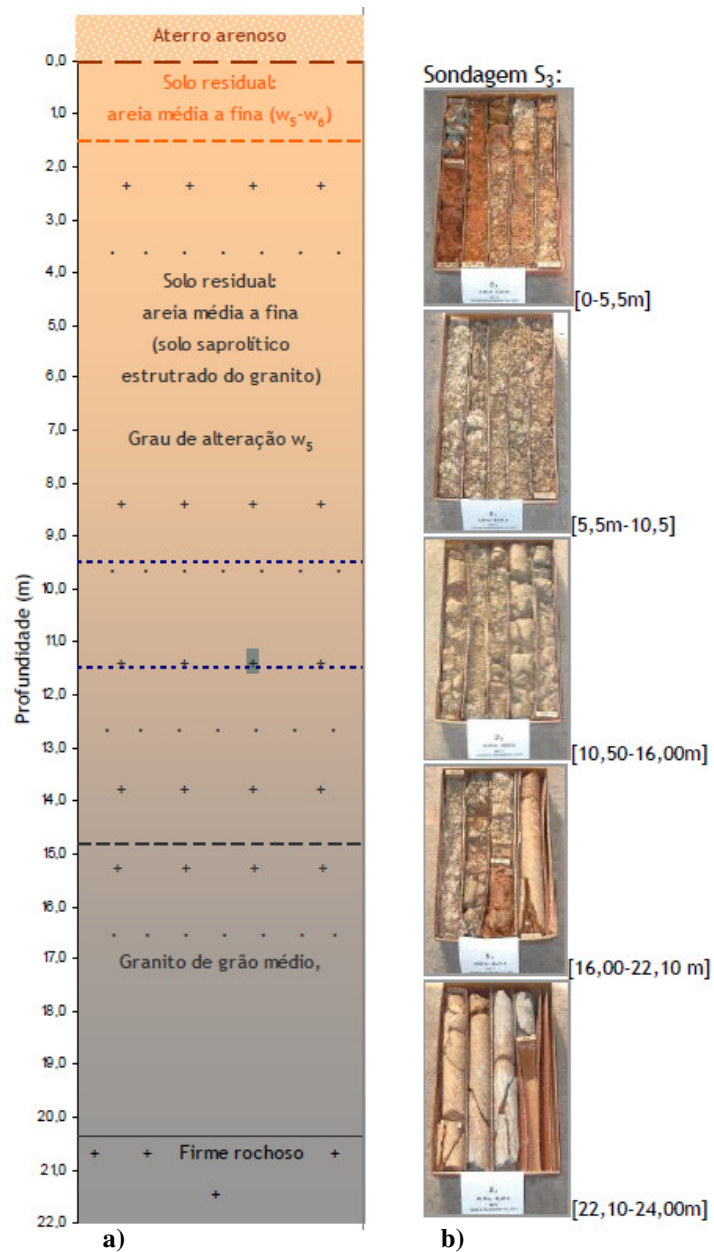 Aterro arenoso
0,0
Solo residual:
1,0
areia média a fina (w5-w6)
2,0
3,0
4,0
Solo residual:
areia média a fina
5,0
(solo saprolítico
6,0
estrutrado do granito)
7,0
Grau de alteração w5
8,0
9,0
10,0
11,0
12,0
13,0
14,0
15,0
16,0
17,0
Granito de grão médio,
18,0
19,0
20,0
Firme rochoso
21,0
22,0
Profundidade (m)
a)
Sondagem S3:
[0-5,5m]
[5,5m-10,5]
[10,50-16,00m]
[16,00-22,10 m]
[22,10-24,00m]
b)